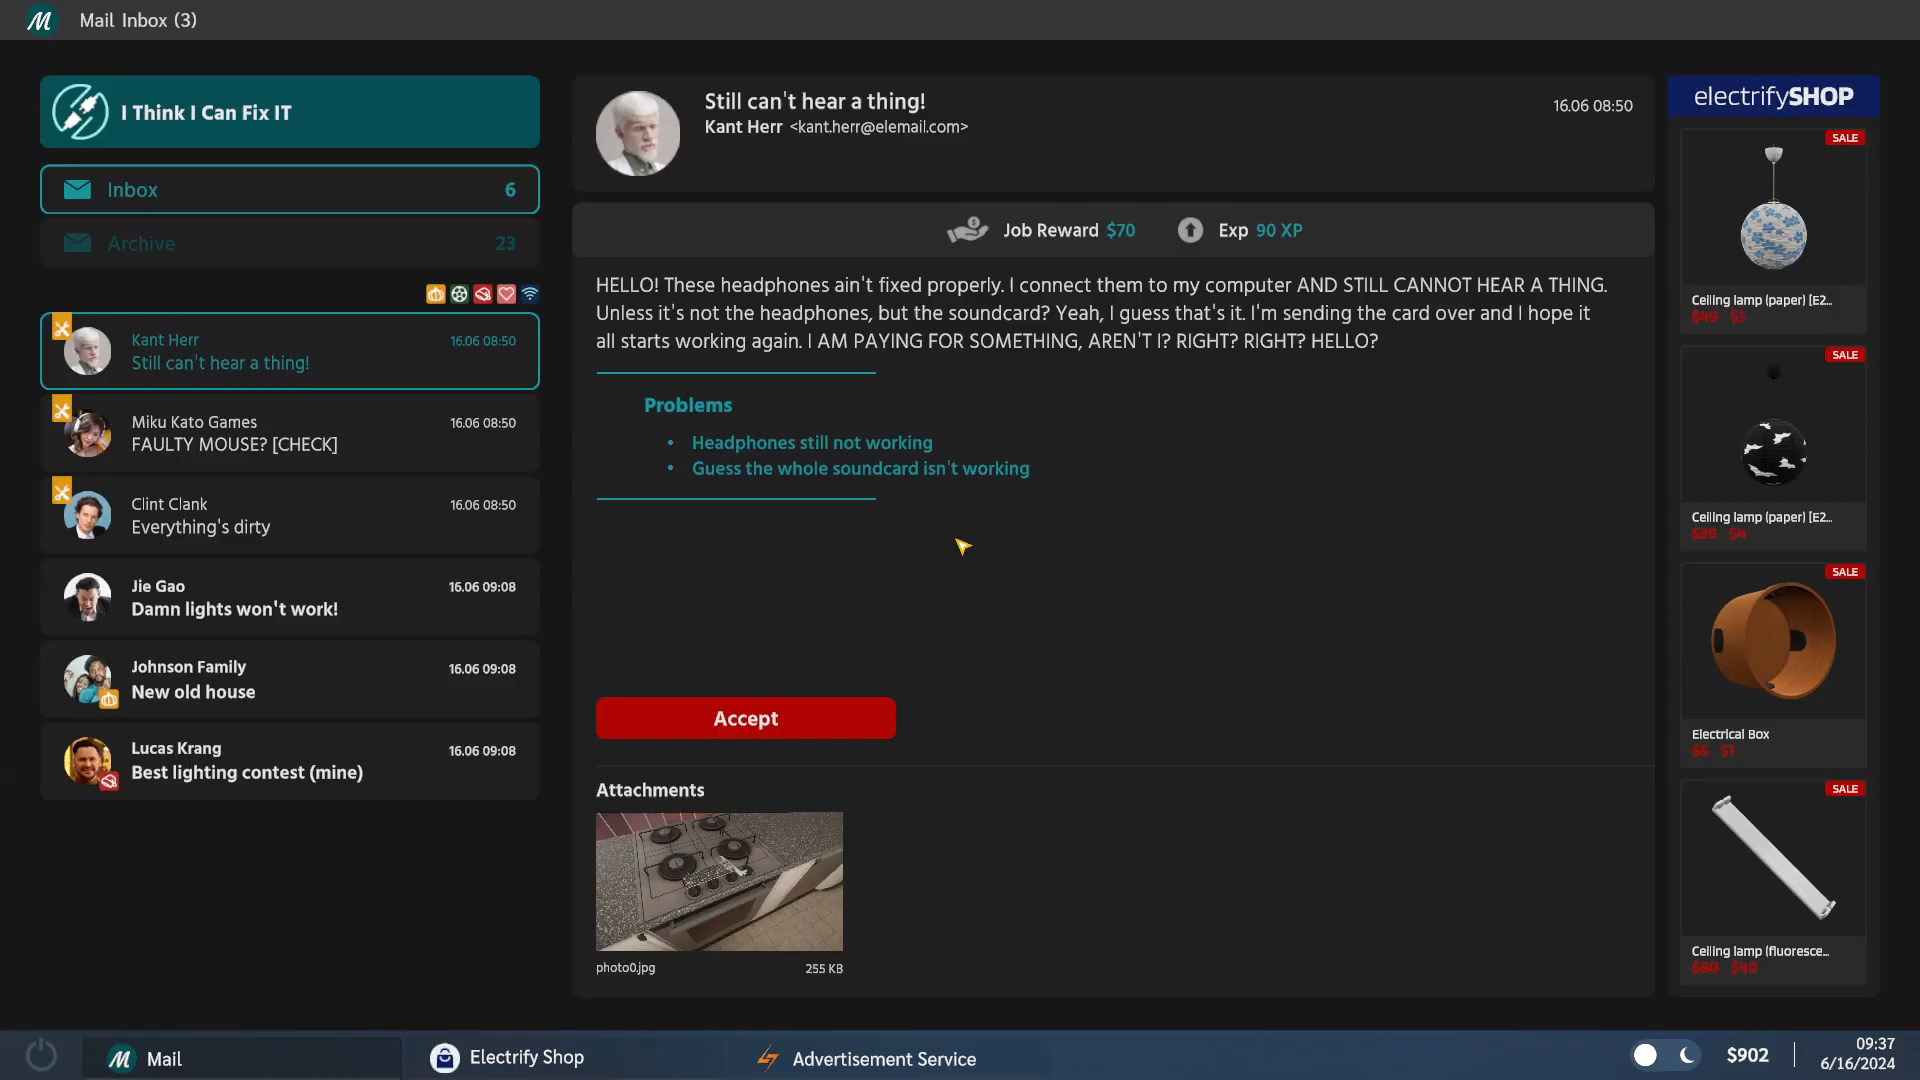 Mail Inbox (3)
I Think I Can Fix IT
Inbox 6
Archive 23
Kant Herr 16.06 08:50
Still can't hear a thing!
Miku Kato Games 16.06 08:50
FAULTY MOUSE? [CHECK]
Clint Clank 16.06 08:50
Everything's dirty
Jie Gao 16.06 09:08
Damn lights won't work!
Johnson Family 16.06 09:08
New old house
Lucas Krang 16.06 09:08
Best lighting contest (mine)
Still can't hear a thing! 16.06 08:50
Kant Herr <kant.herr@elemail.com>
Job Reward $70 Exp 90 XP
HELLO! These headphones ain't fixed properly. I connect them to my computer AND STILL CANNOT HEAR A THING.
Unless it's not the headphones, but the soundcard? Yeah, I guess that's it. I'm sending the card over and I hope it
all starts working again. I AM PAYING FOR SOMETHING, AREN'T I? RIGHT? RIGHT? HELLO?
Problems
• Headphones still not working
• Guess the whole soundcard isn't working
Accept
Attachments
photo0.jpg 255 KB
electrifySHOP
SALE
Ceiling lamp (paper) [E2...
$49 $5
SALE
Ceiling lamp (paper) [E2...
$39 $4
SALE
Electrical Box
$5 $1
SALE
Ceiling lamp (fluoresce...
$80 $40
Mail
Electrify Shop
Advertisement Service
$902
09:37
6/16/2024